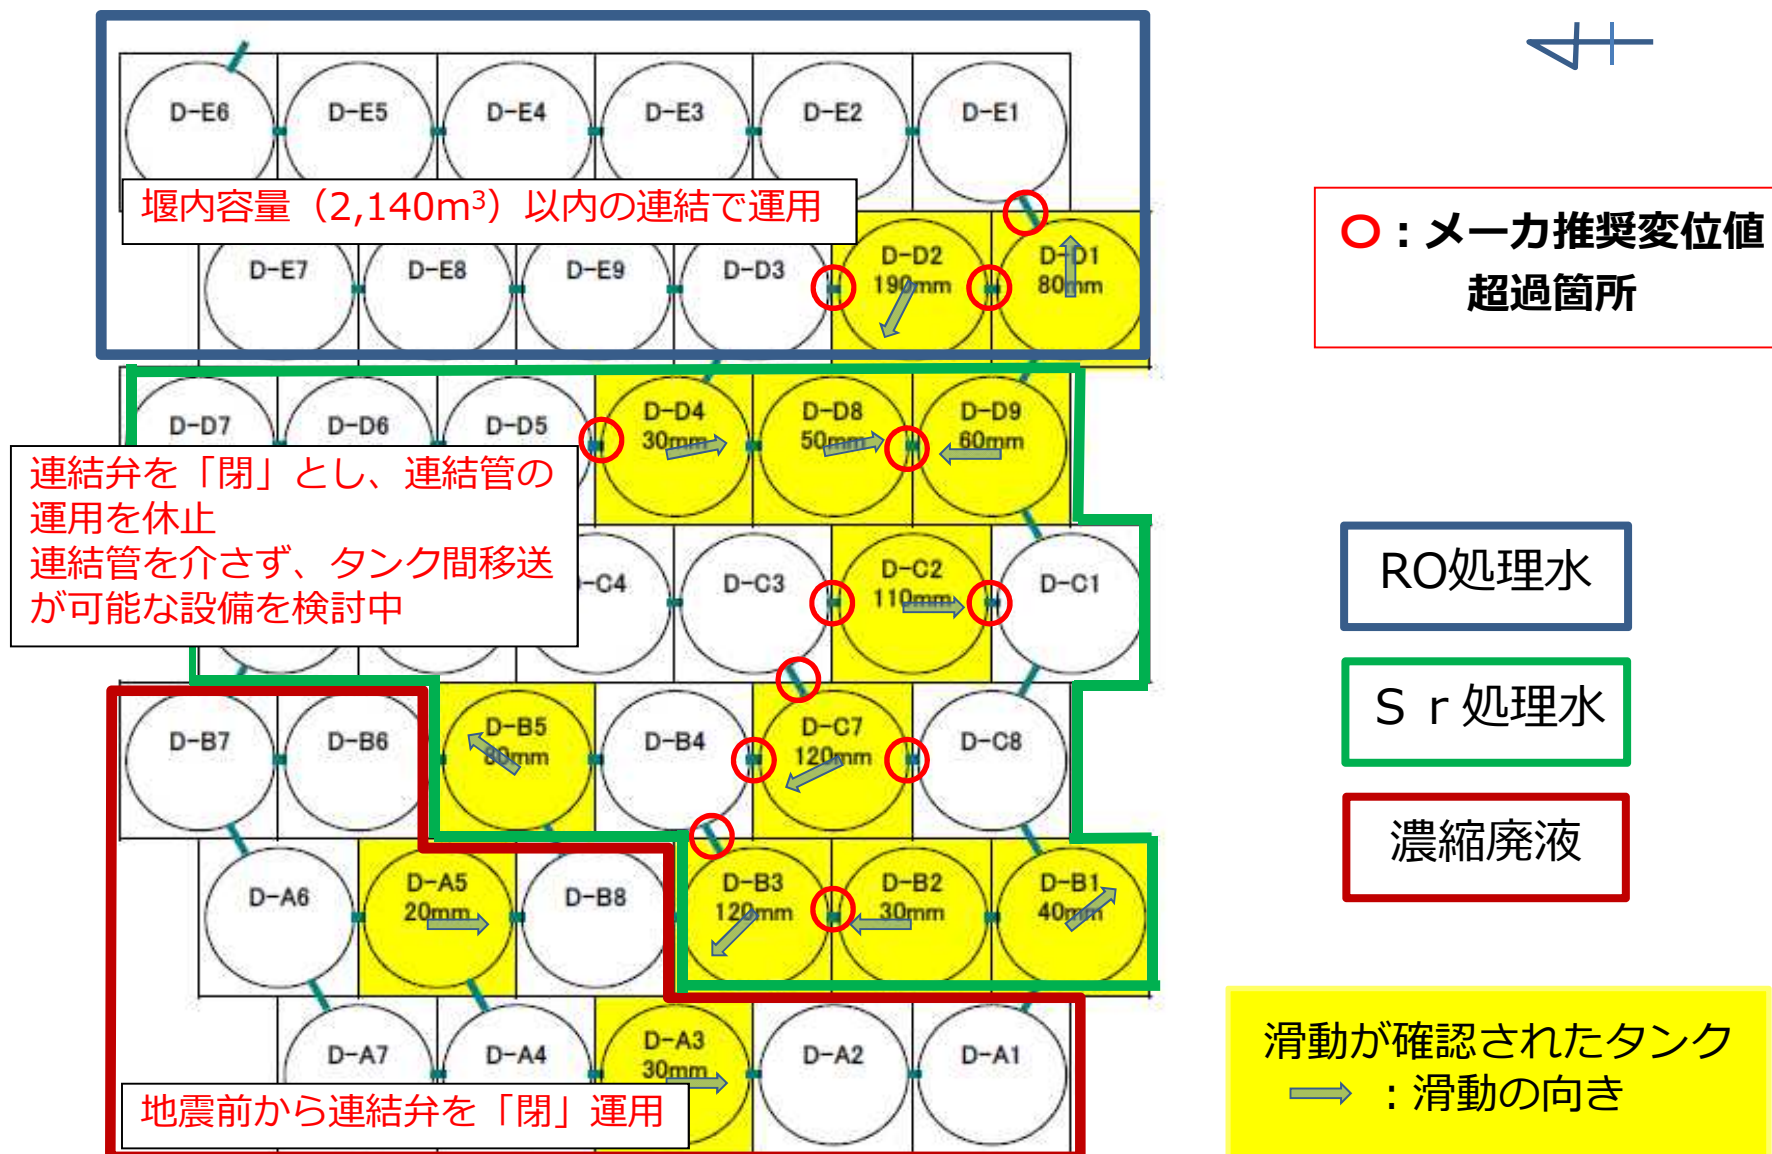 D-E6
D-E5
D-E4
D-E3
D-E2
D-E1
堰内容量（2,140m³）以内の連結で運用
D-E7
D-E8
D-E9
D-D3
D-D2
190mm
D-D1
80mm
D-D7
D-D6
D-D5
D-D4
30mm
D-D8
50mm
D-D9
60mm
連結弁を「閉」とし、連結管の
運用を休止
連結管を介さず、タンク間移送
が可能な設備を検討中
-C4
D-C3
D-C2
110mm
D-C1
D-B7
D-B6
D-B5
80mm
D-B4
D-C7
120mm
D-C8
D-A6
D-A5
20mm
D-B8
D-B3
120mm
D-B2
30mm
D-B1
40mm
D-A7
D-A4
D-A3
30mm
D-A2
D-A1
地震前から連結弁を「閉」運用
○：メーカ推奨変位値
超過箇所
RO処理水
Ｓｒ処理水
濃縮廃液
滑動が確認されたタンク
：滑動の向き